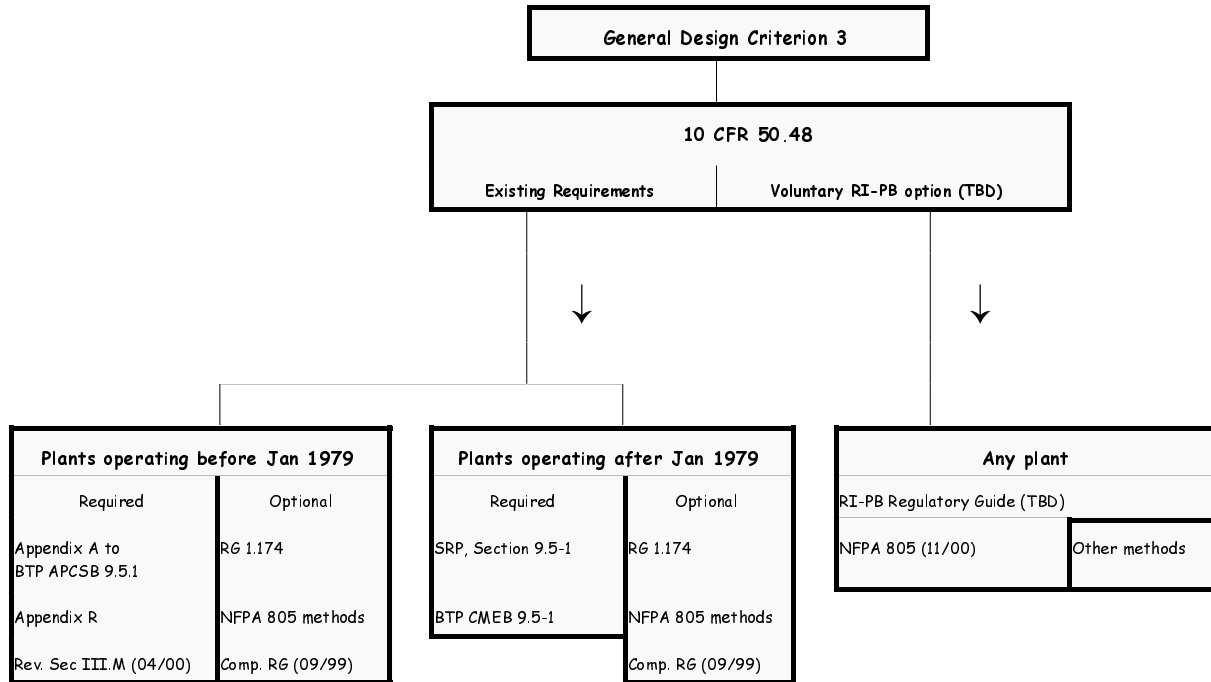 General Design Criterion 3
10 CFR 50.48
Existing Requirements
Voluntary RI-PB option (TBD)
Plants operating before Jan 1979
Required
Optional
Appendix A to
BTP APCSB 9.5.1
RG 1.174
Appendix R
NFPA 805 methods
Rev. Sec III.M (04/00)
Comp. RG (09/99)
Plants operating after Jan 1979
Required
Optional
SRP, Section 9.5-1
RG 1.174
BTP CMEB 9.5-1
NFPA 805 methods
Comp. RG (09/99)
Any plant
RI-PB Regulatory Guide (TBD)
NFPA 805 (11/00)
Other methods